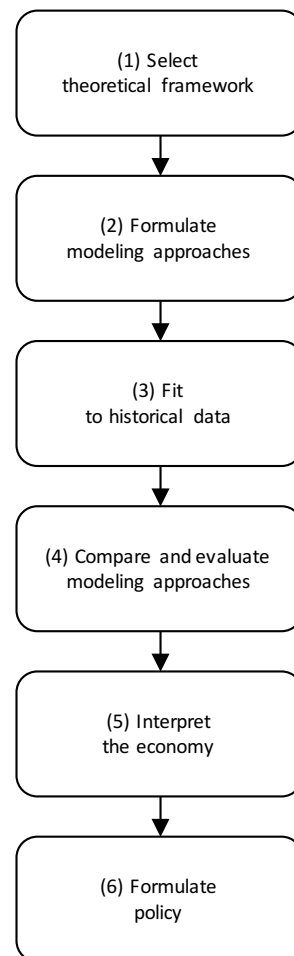 (1) Select
theoretical framework
(2) Formulate
modeling approaches
(3) Fit
to historical data
(4) Compare and evaluate
modeling approaches
(5) Interpret
the economy
(6) Formulate
policy